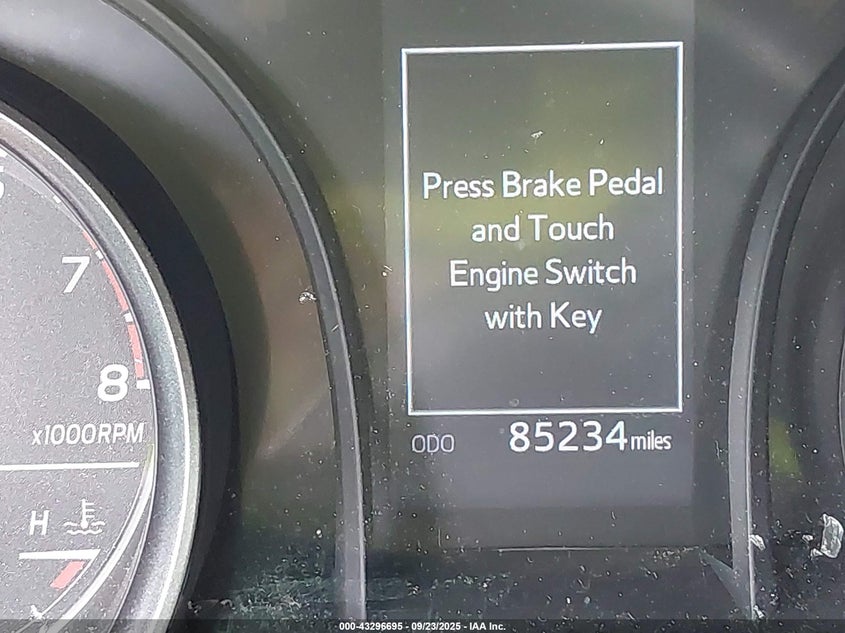 Press Brake Pedal
and Touch
Engine Switch
with Key
ODO 85234 miles
7
8
x1000RPM
H
000-43296695 - 09/23/2025 - IAA Inc.